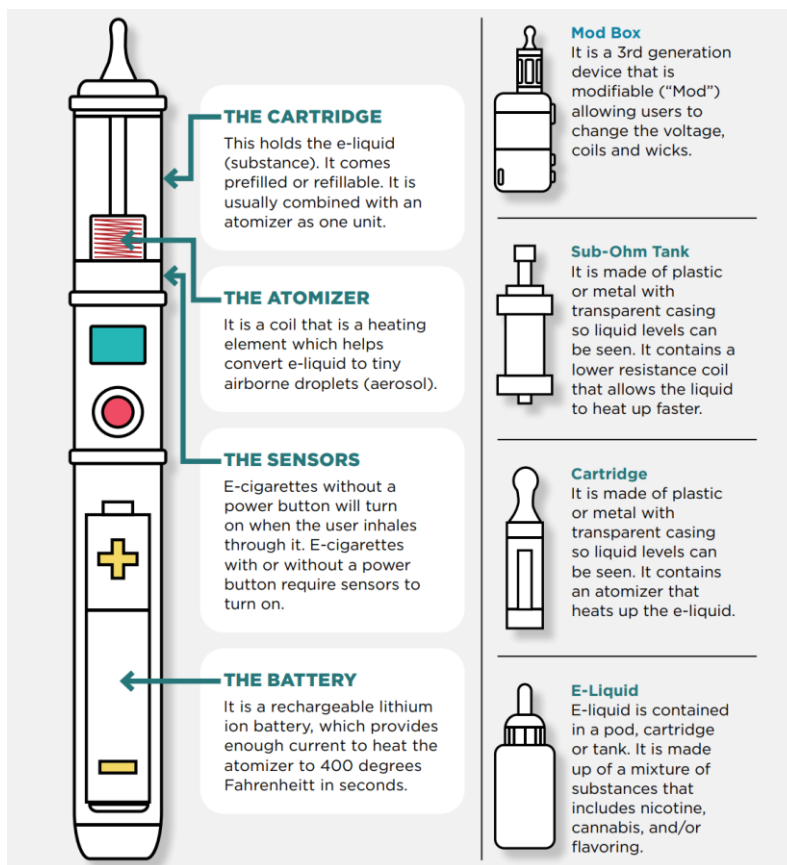 THE CARTRIDGE
This holds the e-liquid
(substance). It comes
prefilled or refillable. It is
usually combined with an
atomizer as one unit.
THE ATOMIZER
It is a coil that is a heating
element which helps
convert e-liquid to tiny
airborne droplets (aerosol).
THE SENSORS
E-cigarettes without a
power button will turn
on when the user inhales
through it. E-cigarettes
with or without a power
button require sensors to
turn on.
THE BATTERY
It is a rechargeable lithium
ion battery, which provides
enough current to heat the
atomizer to 400 degrees
Fahrenheitt in seconds.
Mod Box
It is a 3rd generation
device that is
modifiable (“Mod”)
allowing users to
change the voltage,
coils and wicks.
Sub-Ohm Tank
It is made of plastic
or metal with
transparent casing
so liquid levels can
be seen. It contains a
lower resistance coil
that allows the liquid
to heat up faster.
Cartridge
It is made of plastic
or metal with
transparent casing
so liquid levels can
be seen. It contains
an atomizer that
heats up the e-liquid.
E-Liquid
E-liquid is contained
in a pod, cartridge
or tank. It is made
up of a mixture of
substances that
includes nicotine,
cannabis, and/or
flavoring.